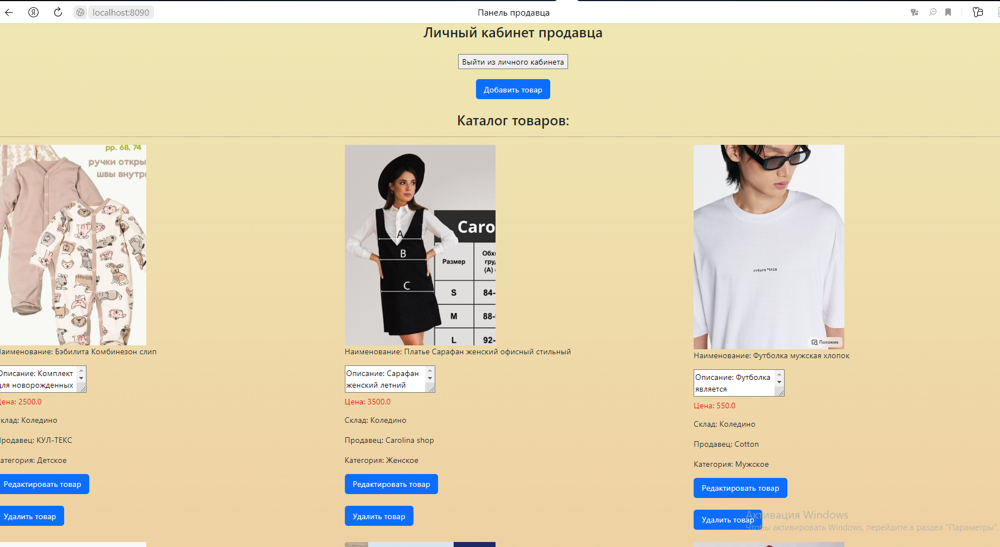 localhost:8090
Панель продавца
Личный кабинет продавца
Выйти из личного кабинета
Добавить товар
Каталог товаров:
рр. 68, 74
ручки откры
швы внутр
аименование: Бэбилита Комбинезон слип
Описание: Комплект
для новорожденных
Цена: 2500.0
клад: Коледино
родавец: КУЛ-ТЕКС
атегория: Детское
Редактировать товар
Удалить товар
A
B
C
Caro
Размер
Обх
гру
(А)
S
84-
M
88-
L
92-
Наименование: Платье Сарафан женский офисный стильный
Описание: Сарафан
женский летний
Цена: 3500.0
Склад: Коледино
Продавец: Carolina shop
Категория: Женское
Редактировать товар
Удалить товар
return *this
Похожие
Наименование: Футболка мужская хлопок
Описание: Футболка
является
Цена: 550.0
Склад: Коледино
Продавец: Cotton
Категория: Мужское
Редактировать товар
Удалить товар
Активация Windows
Чтобы активировать Windows, перейдите в раздел "Параметры".